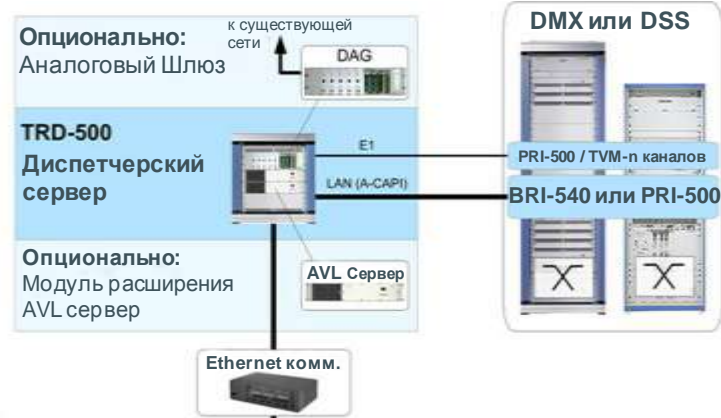 Опционально:
Аналоговый Шлюз
к существующей
сети
DAG
DMX или DSS
TRD-500
Диспетчерский
сервер
E1
LAN (A-CAPI)
PRI-500 / TVM-n каналов
BRI-540 или PRI-500
Опционально:
Модуль расширения
AVL сервер
AVL Сервер
Ethernet комм.